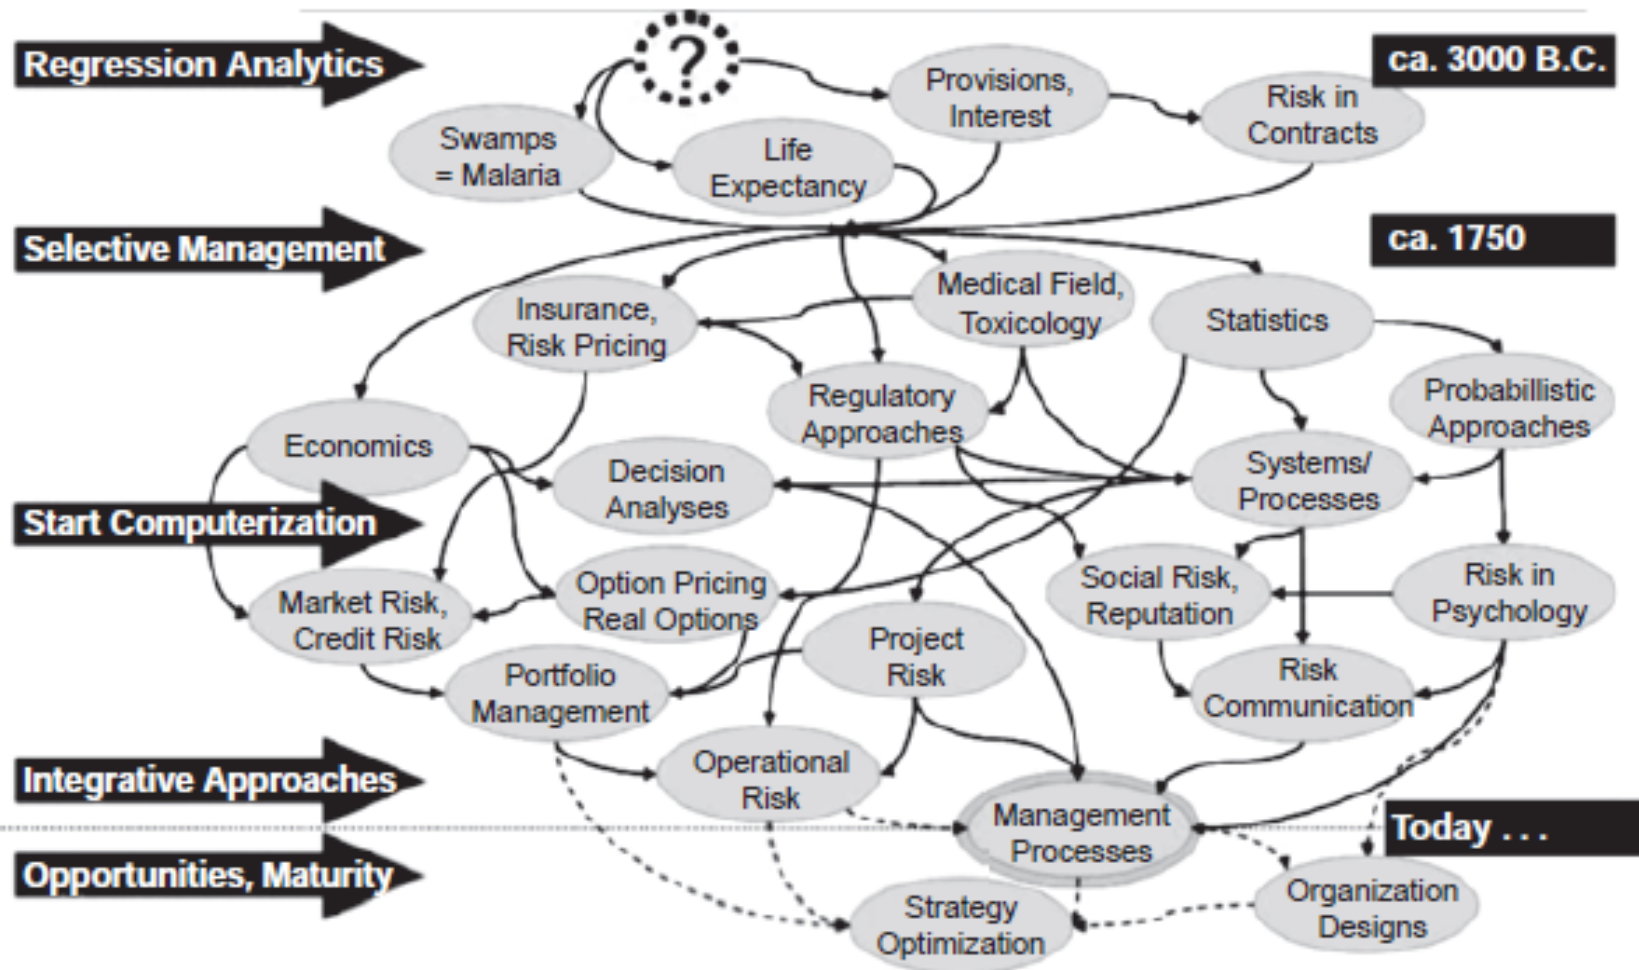 Regression Analytics
?
Provisions,
Interest
Risk in
Contracts
ca. 3000 B.C.
Swamps
= Malaria
Life
Expectancy
Selective Management
ca. 1750
Insurance,
Risk Pricing
Medical Field,
Toxicology
Statistics
Regulatory
Approaches
Probabillistic
Approaches
Economics
Decision
Analyses
Systems/
Processes
Start Computerization
Market Risk,
Credit Risk
Option Pricing
Real Options
Social Risk,
Reputation
Risk in
Psychology
Portfolio
Management
Project
Risk
Risk
Communication
Integrative Approaches
Operational
Risk
Management
Processes
Today . . .
Opportunities, Maturity
Strategy
Optimization
Organization
Designs